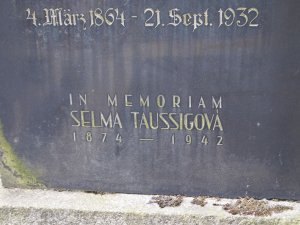 4. März 1864 - 21. Sept. 1932
IN MEMORIAM
SELMA TAUSSIGOVÁ
1874 — 1942